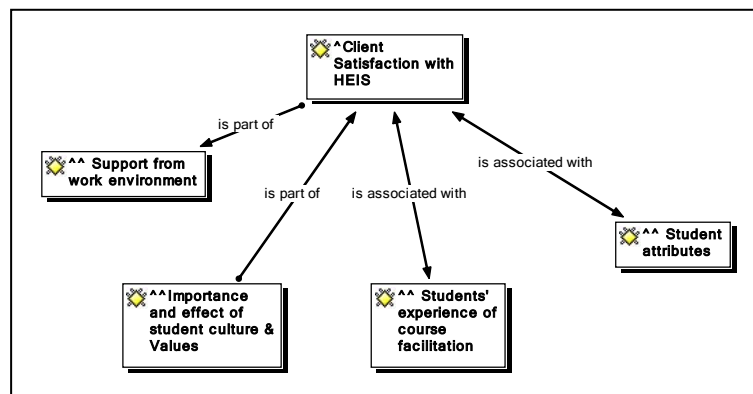 ^Client
Satisfaction with
HEIS
is part of
^^ Support from
work environment
is part of
is associated with
is associated with
^^ Student
attributes
^^Importance
and effect of
student culture &
Values
^^ Students'
experience of
course
facilitation